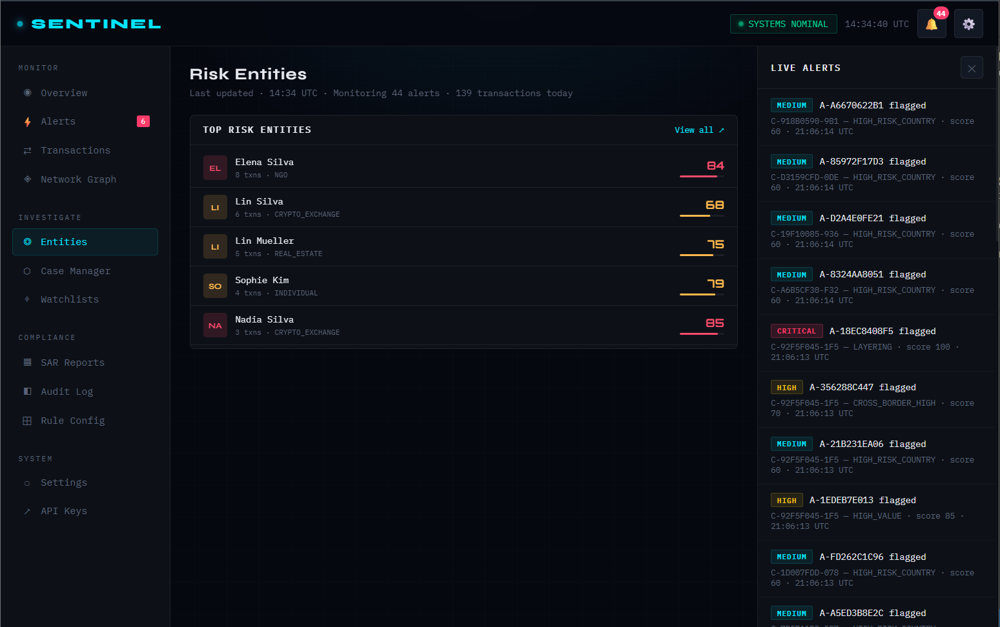 SENTINEL
SYSTEMS NOMINAL
14:34:40 UTC
44
MONITOR
Overview
Alerts
6
Transactions
Network Graph
INVESTIGATE
Entities
Case Manager
Watchlists
COMPLIANCE
SAR Reports
Audit Log
Rule Config
SYSTEM
Settings
API Keys
Risk Entities
Last updated · 14:34 UTC · Monitoring 44 alerts · 139 transactions today
TOP RISK ENTITIES
View all ↗
EL
Elena Silva
8 txns · NGO
84
LI
Lin Silva
6 txns · CRYPTO_EXCHANGE
68
LI
Lin Mueller
5 txns · REAL_ESTATE
75
SO
Sophie Kim
4 txns · INDIVIDUAL
79
NA
Nadia Silva
3 txns · CRYPTO_EXCHANGE
85
LIVE ALERTS
MEDIUM A-A6670622B1 flagged
C-918B0590-9B1 — HIGH_RISK_COUNTRY · score
60 · 21:06:14 UTC
MEDIUM A-85972F17D3 flagged
C-D3159CFD-0DE — HIGH_RISK_COUNTRY · score
60 · 21:06:14 UTC
MEDIUM A-D2A4E0FE21 flagged
C-19F10085-936 — HIGH_RISK_COUNTRY · score
60 · 21:06:14 UTC
MEDIUM A-8324AA8051 flagged
C-A6B5CF30-F32 — HIGH_RISK_COUNTRY · score
60 · 21:06:14 UTC
CRITICAL A-18EC8408F5 flagged
C-92F5F045-1F5 — LAYERING · score 100 ·
21:06:13 UTC
HIGH A-356288C447 flagged
C-92F5F045-1F5 — CROSS_BORDER_HIGH · score
70 · 21:06:13 UTC
MEDIUM A-21B231EA06 flagged
C-92F5F045-1F5 — HIGH_RISK_COUNTRY · score
60 · 21:06:13 UTC
HIGH A-1EDEB7E013 flagged
C-92F5F045-1F5 — HIGH_VALUE · score 85 ·
21:06:13 UTC
MEDIUM A-FD262C1C96 flagged
C-1D007FDD-078 — HIGH_RISK_COUNTRY · score
60 · 21:06:13 UTC
MEDIUM A-A5ED3B8E2C flagged